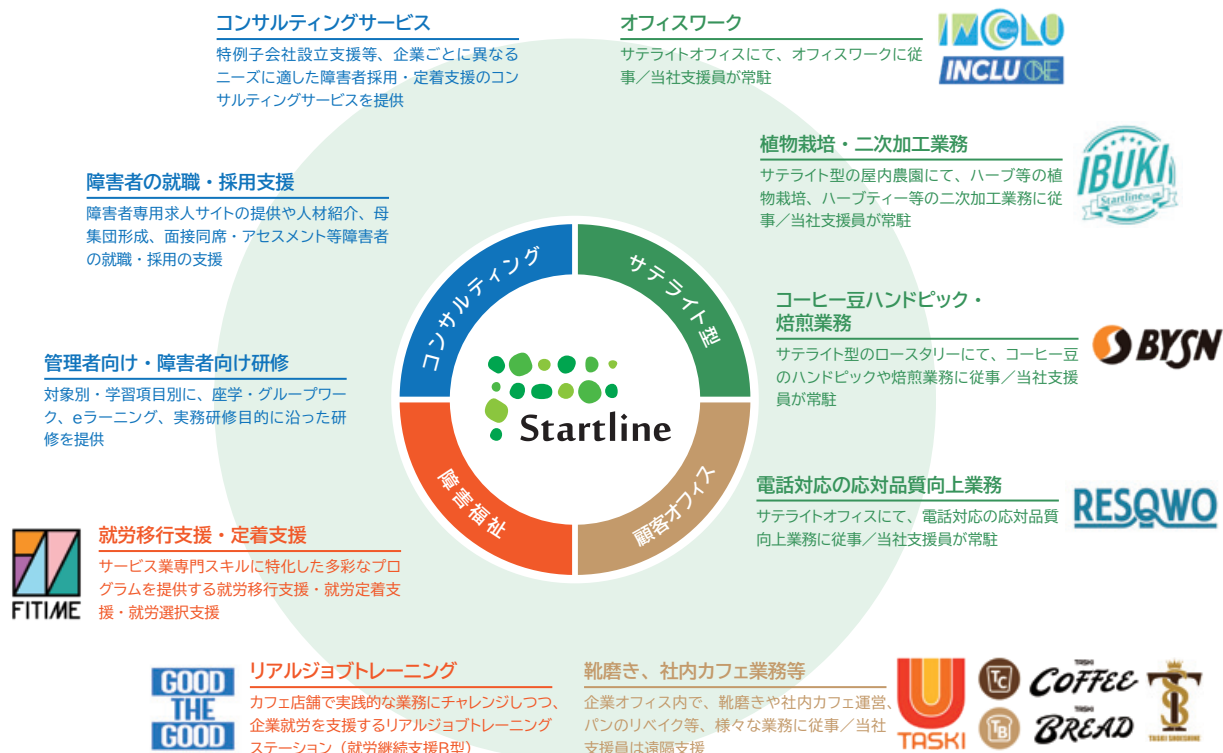 コンサルティングサービス
特例子会社設立支援等、企業ごとに異なる
ニーズに適した障害者採用・定着支援のコン
サルティングサービスを提供
オフィスワーク
サテライトオフィスにて、オフィスワークに従
事／当社支援員が常駐
INCLU
INCLU ONE
障害者の就職・採用支援
障害者専用求人サイトの提供や人材紹介、母
集団形成、面接同席・アセスメント等障害者
の就職・採用の支援
植物栽培・二次加工業務
サテライト型の屋内農園にて、ハーブ等の植
物栽培、ハーブティー等の二次加工業務に従
事／当社支援員が常駐
IBUKI
Startline
管理者向け・障害者向け研修
対象別・学習項目別に、座学・グループワー
ク、eラーニング、実務研修目的に沿った研
修を提供
コーヒー豆ハンドピック・
焙煎業務
サテライト型のロースタリーにて、コーヒー豆
のハンドピックや焙煎業務に従事／当社支援
員が常駐
BYSN
コンサルティング
サテライト型
障害福祉
顧客オフィス
Startline
電話対応の応対品質向上業務
サテライトオフィスにて、電話対応の応対品質
向上業務に従事／当社支援員が常駐
RESQWO
FITIME
就労移行支援・定着支援
サービス業専門スキルに特化した多彩なプロ
グラムを提供する就労移行支援・就労定着支
援・就労選択支援
GOOD
THE
GOOD
リアルジョブトレーニング
カフェ店舗で実践的な業務にチャレンジしつつ、
企業就労を支援するリアルジョブトレーニング
ステーション（就労継続支援B型）
靴磨き、社内カフェ業務等
企業オフィス内で、靴磨きや社内カフェ運営、
パンのリベイク等、様々な業務に従事／当社
支援員は遠隔支援
TASKI
TC
TASKI
COFFEE
TB
TASKI
BREAD
TS
TASKI SHOESHINE